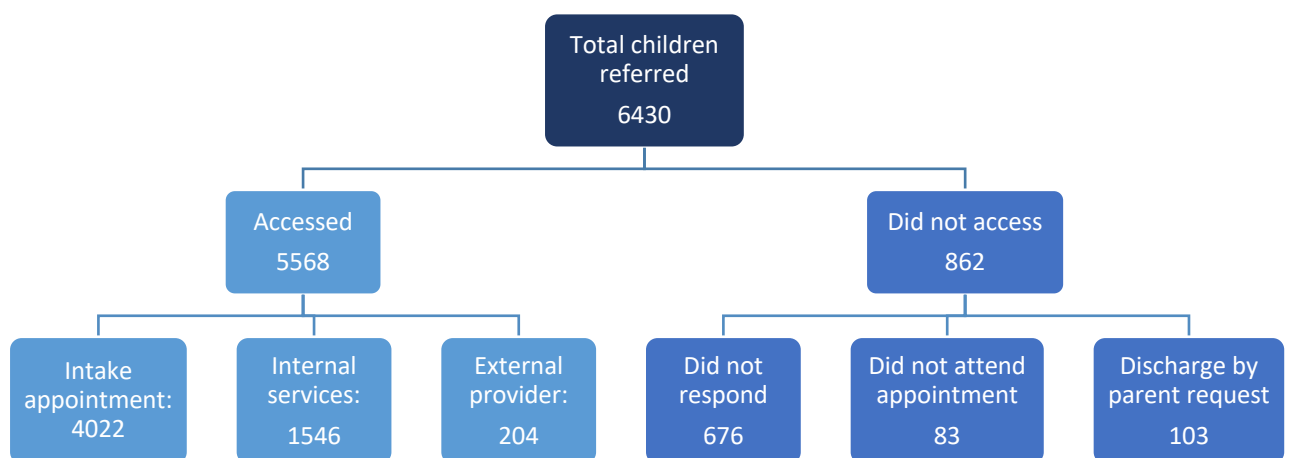 Total children
referred
6430
Accessed
5568
Did not access
862
Intake
appointment:
4022
Internal
services:
1546
External
provider:
204
Did not
respond
676
Did not attend
appointment
83
Discharge by
parent request
103